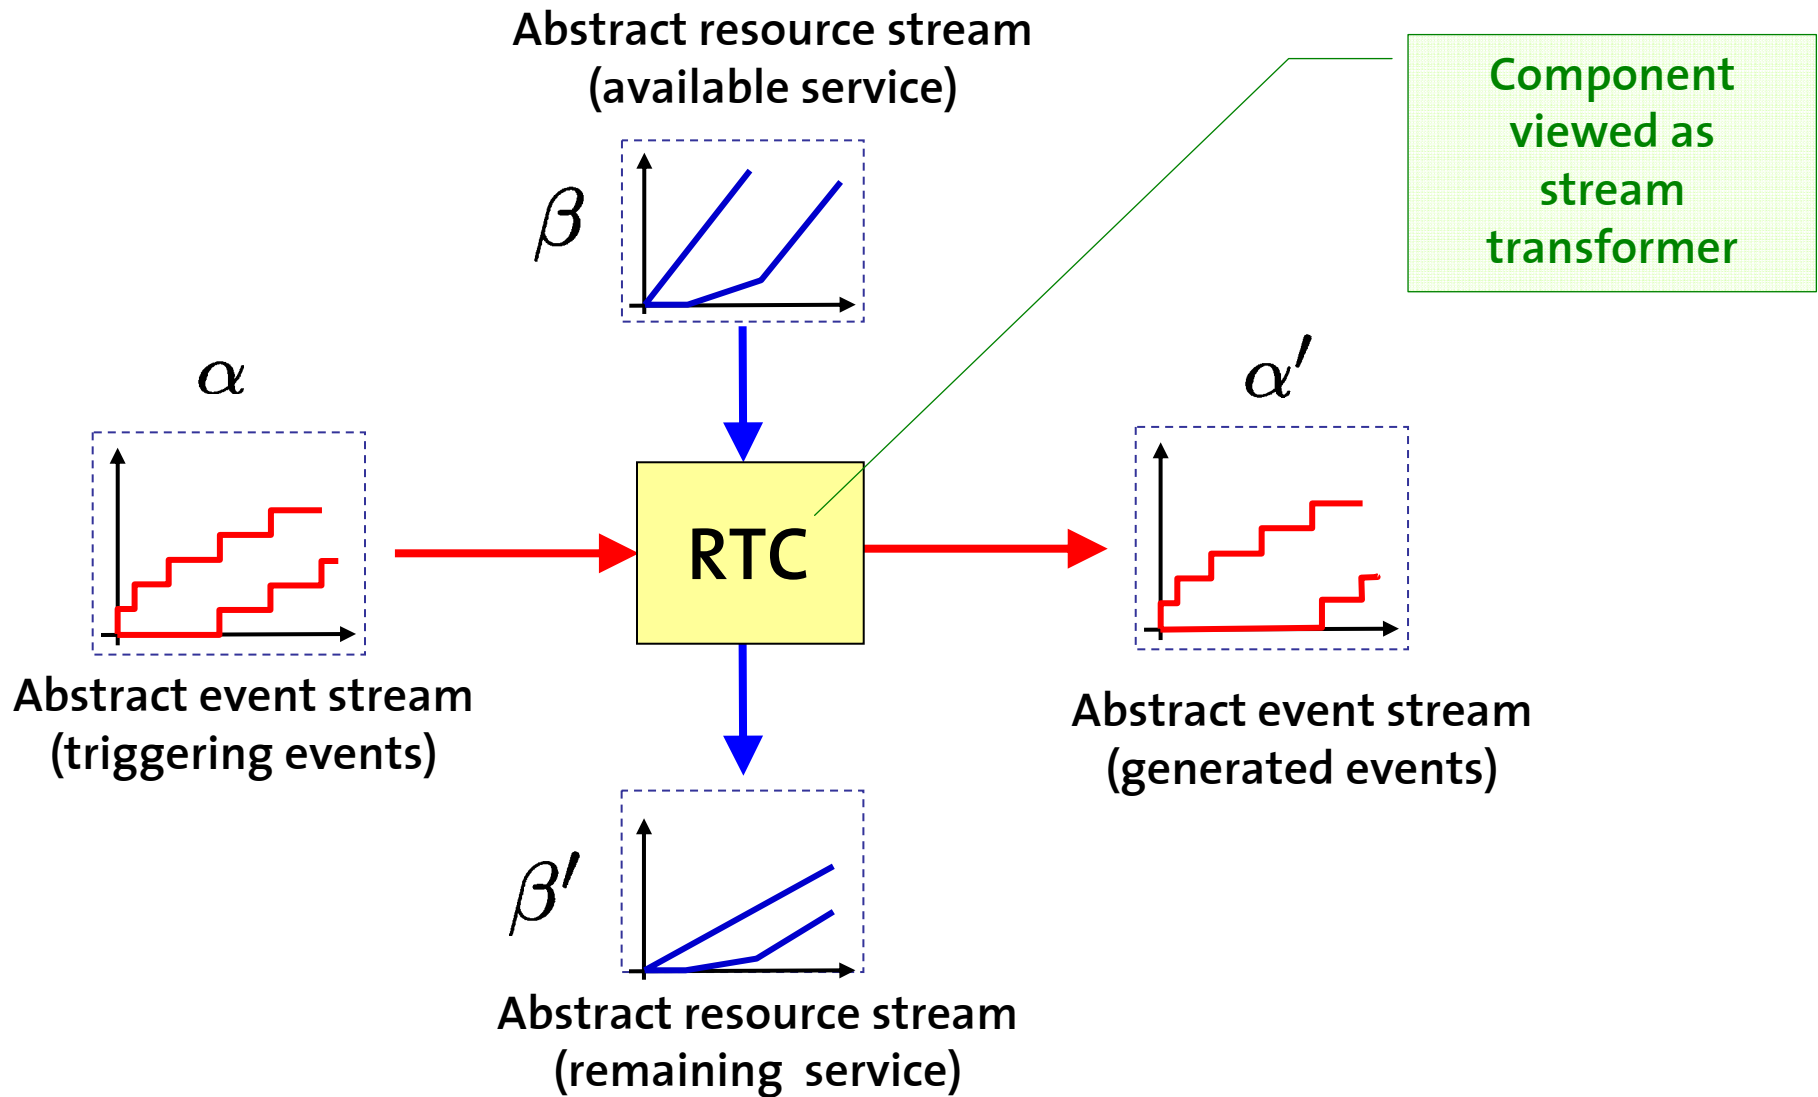 Abstract resource stream
(available service)
Component
viewed as
stream
transformer
β
α
α′
RTC
Abstract event stream
(triggering events)
Abstract event stream
(generated events)
β′
Abstract resource stream
(remaining service)